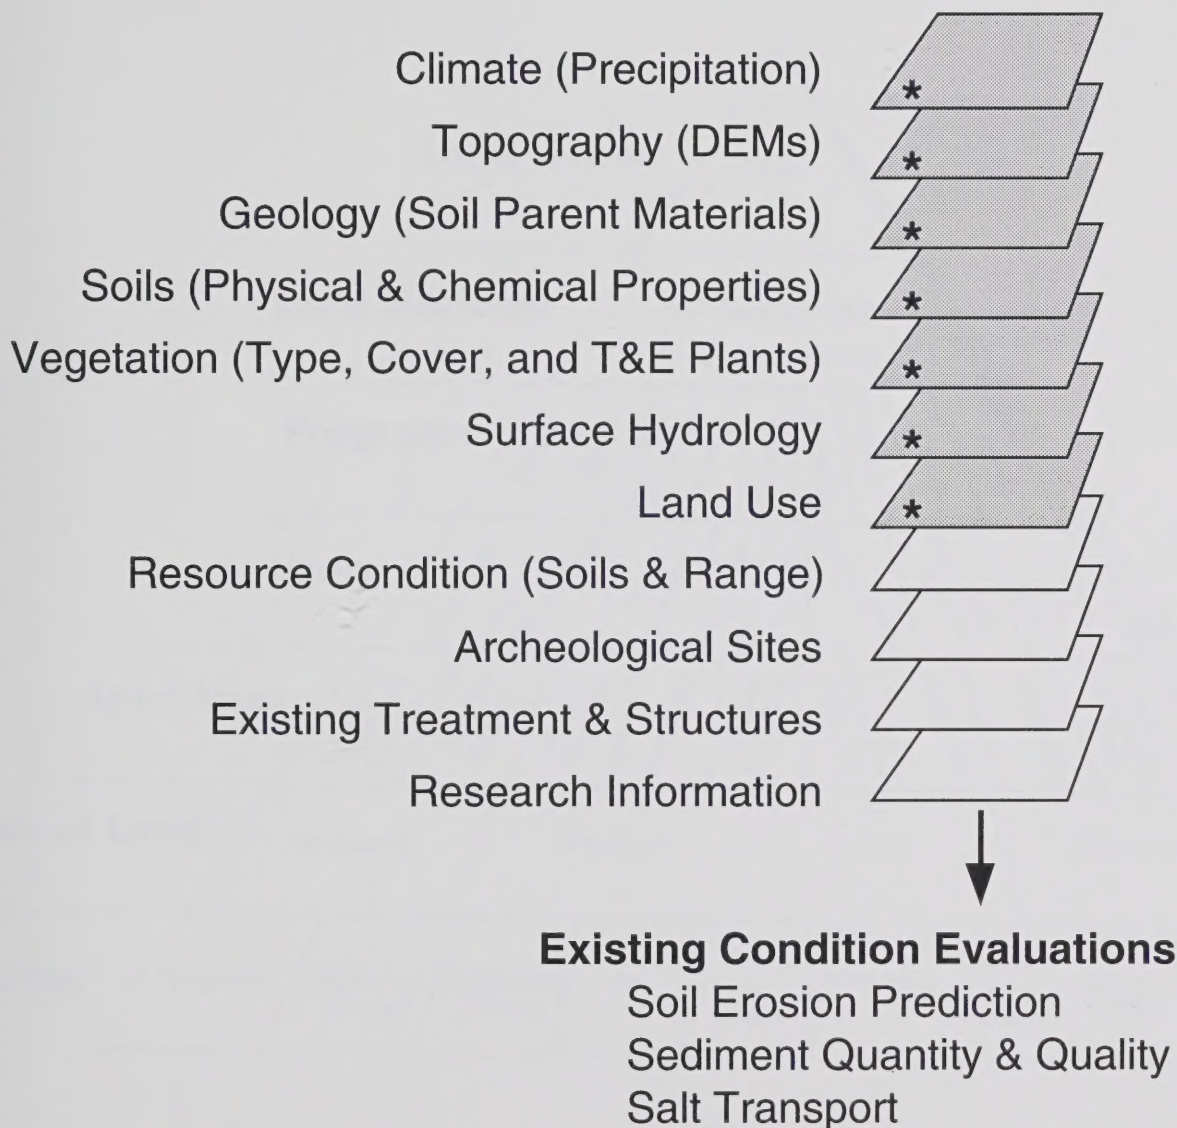 Climate (Precipitation)
*
Topography (DEMs)
*
Geology (Soil Parent Materials)
*
Soils (Physical & Chemical Properties)
*
Vegetation (Type, Cover, and T&E Plants)
*
Surface Hydrology
*
Land Use
*
Resource Condition (Soils & Range)
Archeological Sites
Existing Treatment & Structures
Research Information
Existing Condition Evaluations
Soil Erosion Prediction
Sediment Quantity & Quality
Salt Transport